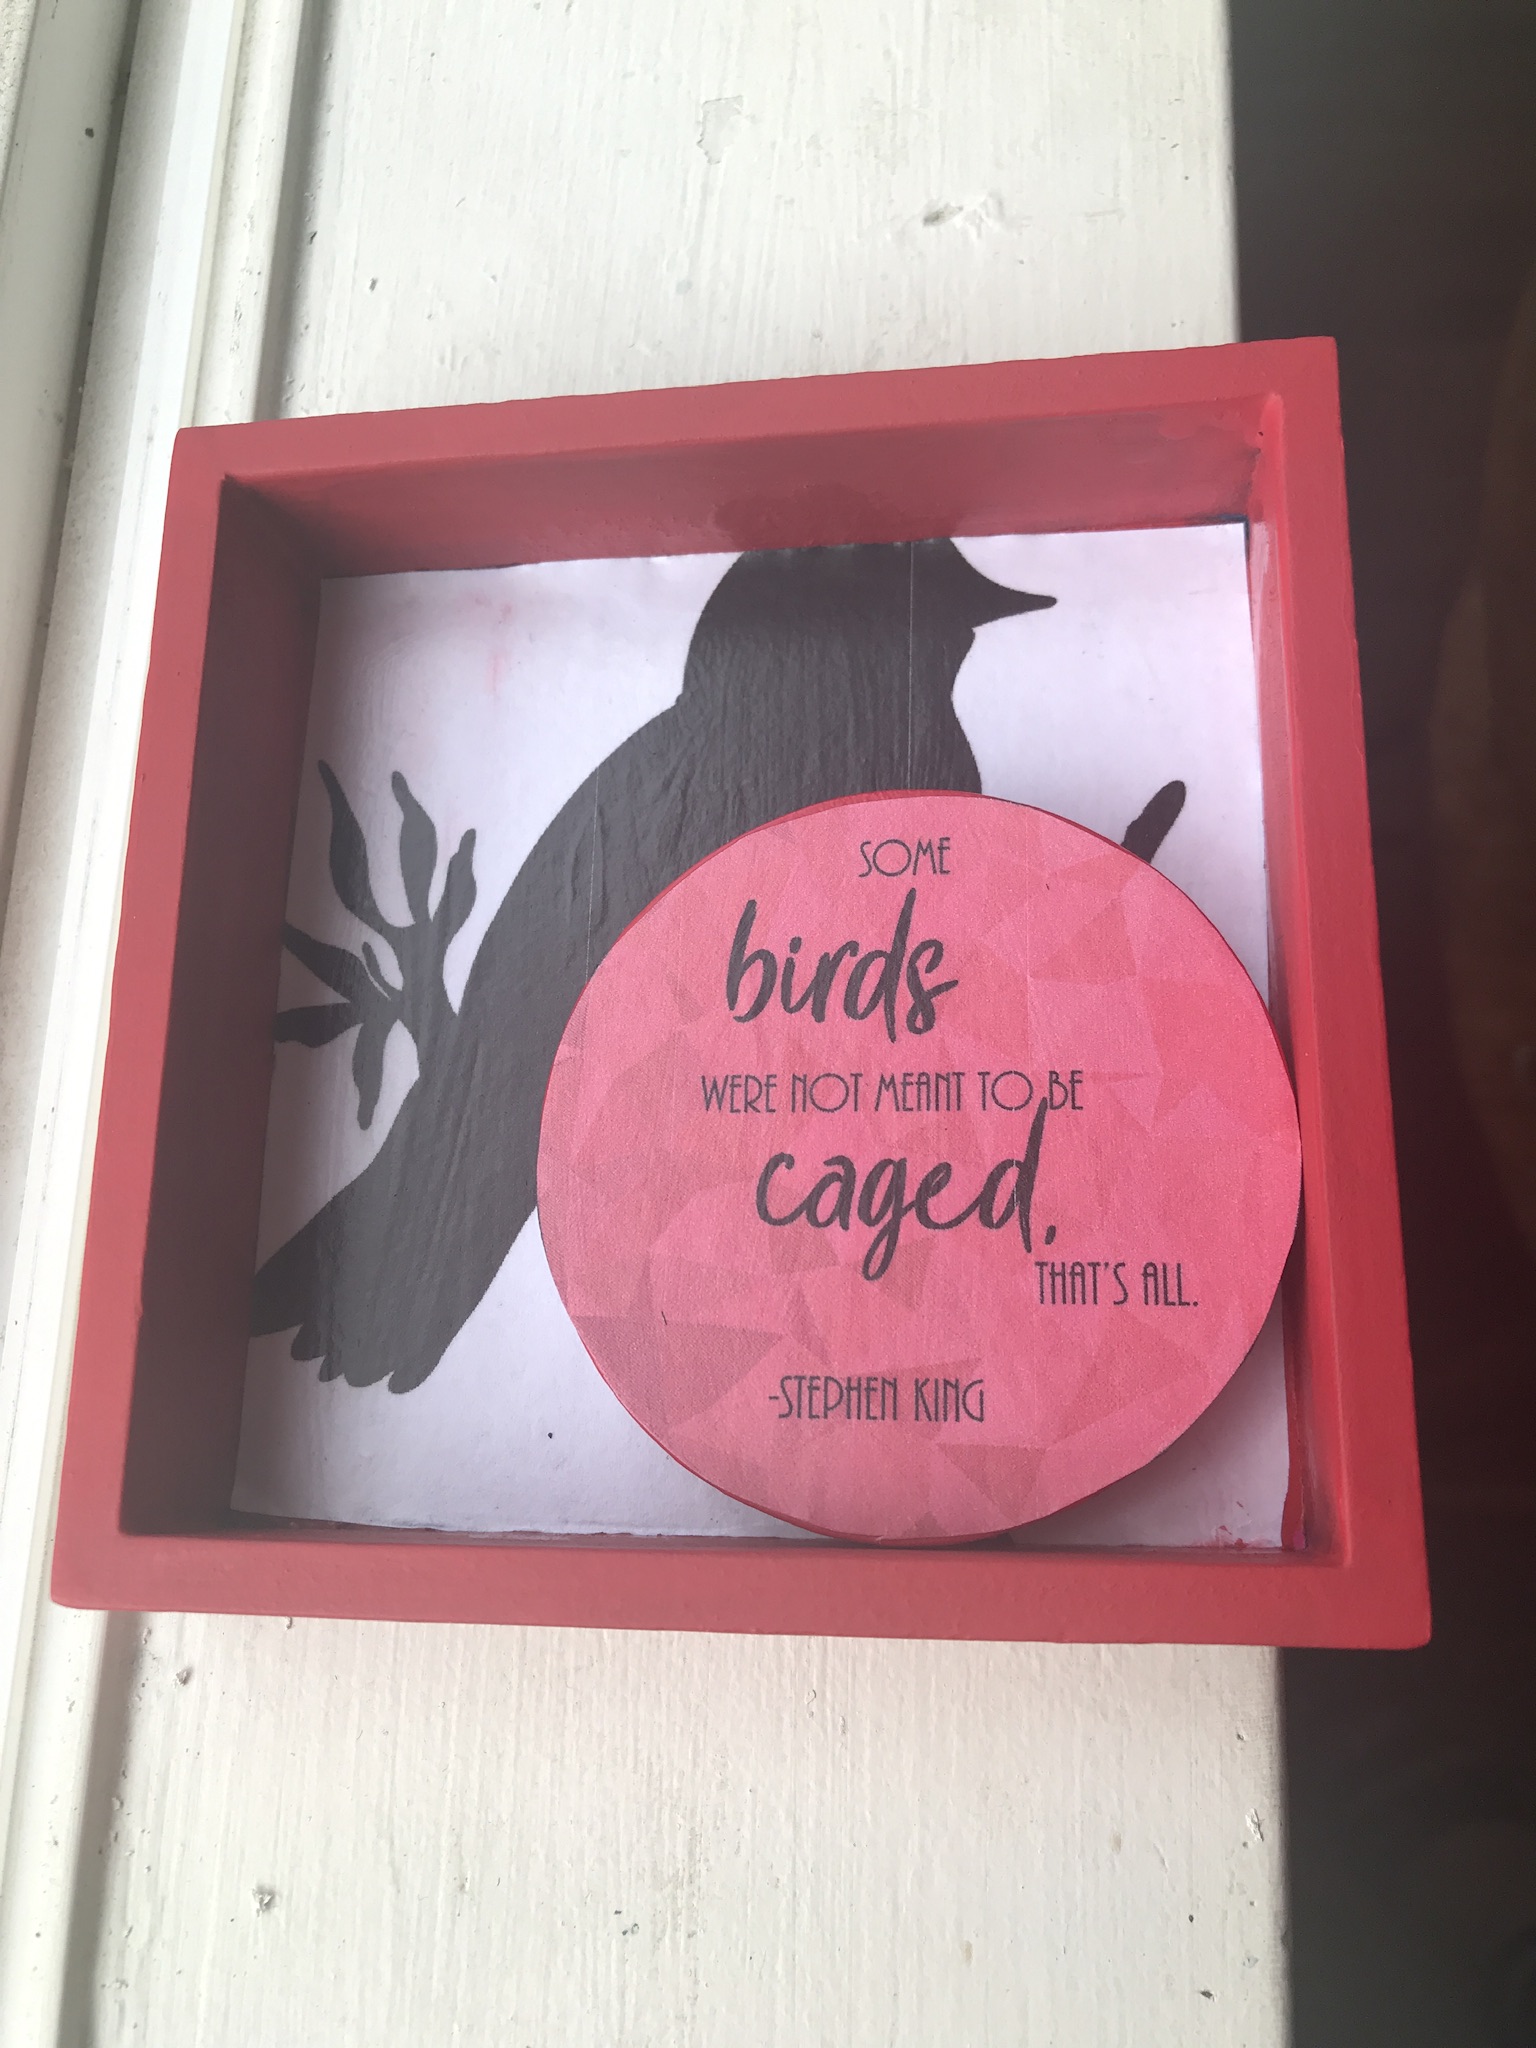 SOME
birds
WERE NOT MEANT TO BE
caged.
THAT'S ALL.
-STEPHEN KING